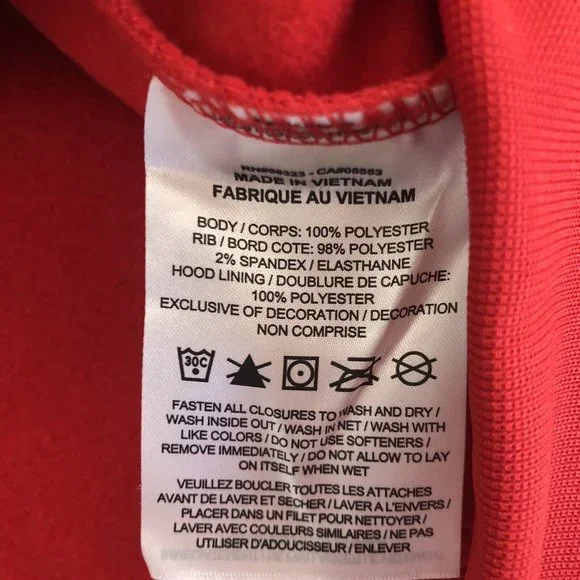 MADE IN VIETNAM
FABRIQUE AU VIETNAM
BODY / CORPS: 100% POLYESTER
RIB / BORD COTE: 98% POLYESTER
2% SPANDEX / ELASTHANNE
HOOD LINING / DOUBLURE DE CAPUCHE:
100% POLYESTER
EXCLUSIVE OF DECORATION / DECORATION
NON COMPRISE
30C
FASTEN ALL CLOSURES TO WASH AND DRY /
WASH INSIDE OUT / WASH IN NET / WASH WITH
LIKE COLORS / DO NOT USE SOFTENERS /
REMOVE IMMEDIATELY / DO NOT ALLOW TO LAY
ON ITSELF WHEN WET
VEUILLEZ BOUCLER TOUTES LES ATTACHES
AVANT DE LAVER ET SECHER / LAVER A L'ENVERS /
PLACER DANS UN FILET POUR NETTOYER /
LAVER AVEC COULEURS SIMILAIRES / NE PAS
UTILISER D'ADOUCISSEUR / ENLEVER